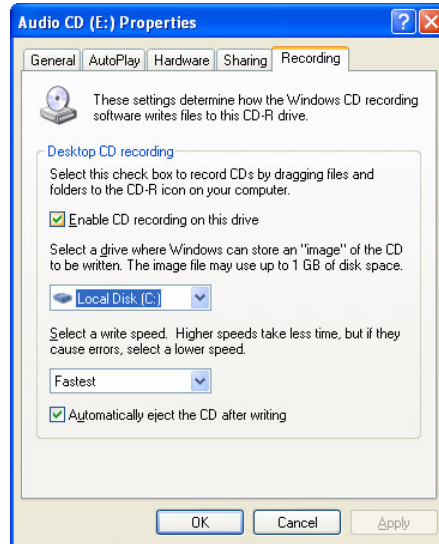 Audio CD (E:) Properties
General AutoPlay Hardware Sharing Recording
These settings determine how the Windows CD recording
software writes files to this CD-R drive.
Desktop CD recording
Select this check box to record CDs by dragging files and
folders to the CD-R icon on your computer.
Enable CD recording on this drive
Select a drive where Windows can store an "image" of the CD
to be written. The image file may use up to 1 GB of disk space.
Local Disk (C:)
Select a write speed. Higher speeds take less time, but if they
cause errors, select a lower speed.
Fastest
Automatically eject the CD after writing
OK Cancel Apply